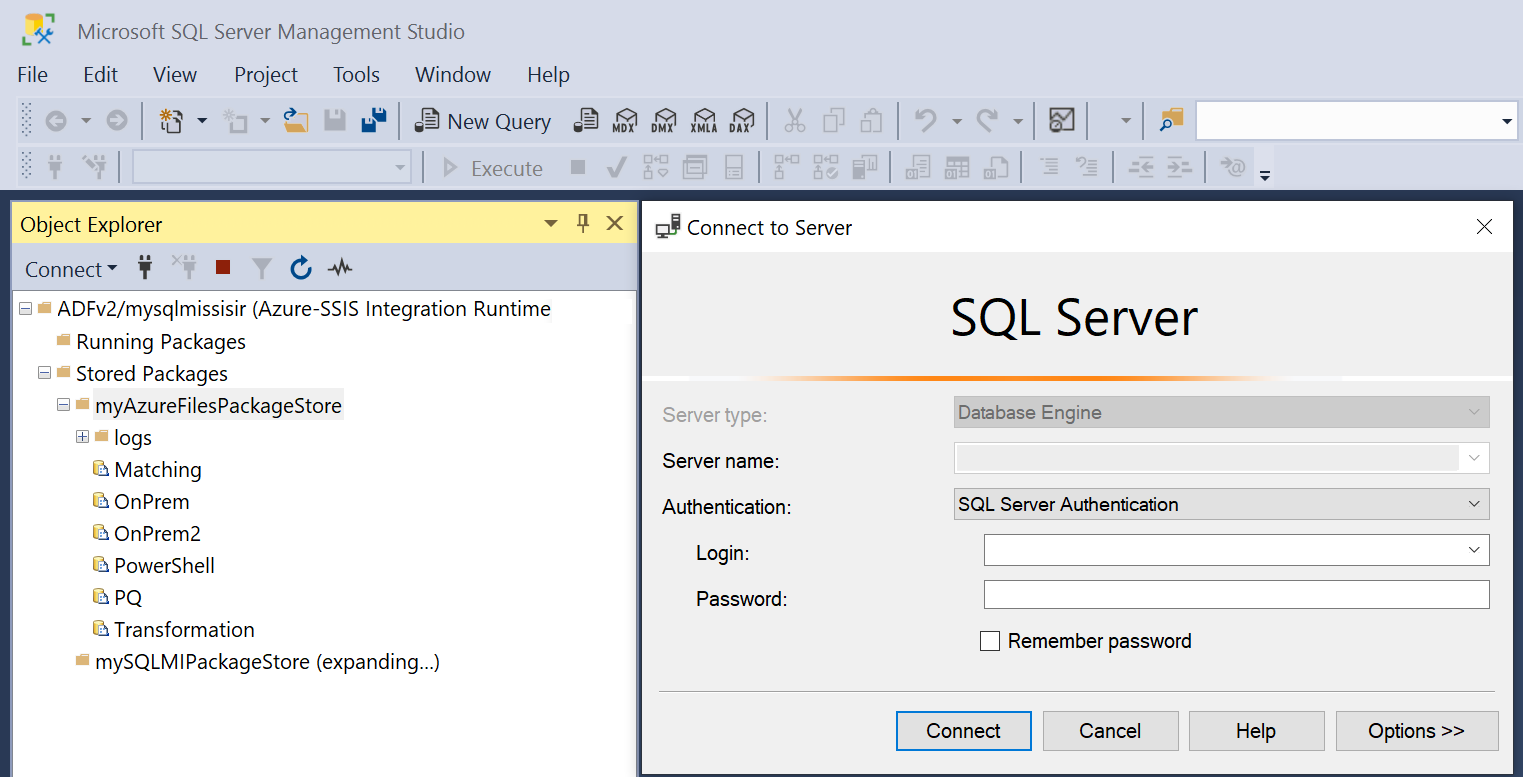 Microsoft SQL Server Management Studio
File Edit View Project Tools Window Help
New Query MDX DMX XMLA DAX
Execute
Object Explorer
Connect
ADFv2/mysqlmissisir (Azure-SSIS Integration Runtime
Running Packages
Stored Packages
myAzureFilesPackageStore
logs
Matching
OnPrem
OnPrem2
PowerShell
PQ
Transformation
mySQLMIPackageStore (expanding...)
Connect to Server
SQL Server
Server type: Database Engine
Server name:
Authentication: SQL Server Authentication
Login:
Password:
Remember password
Connect Cancel Help Options >>